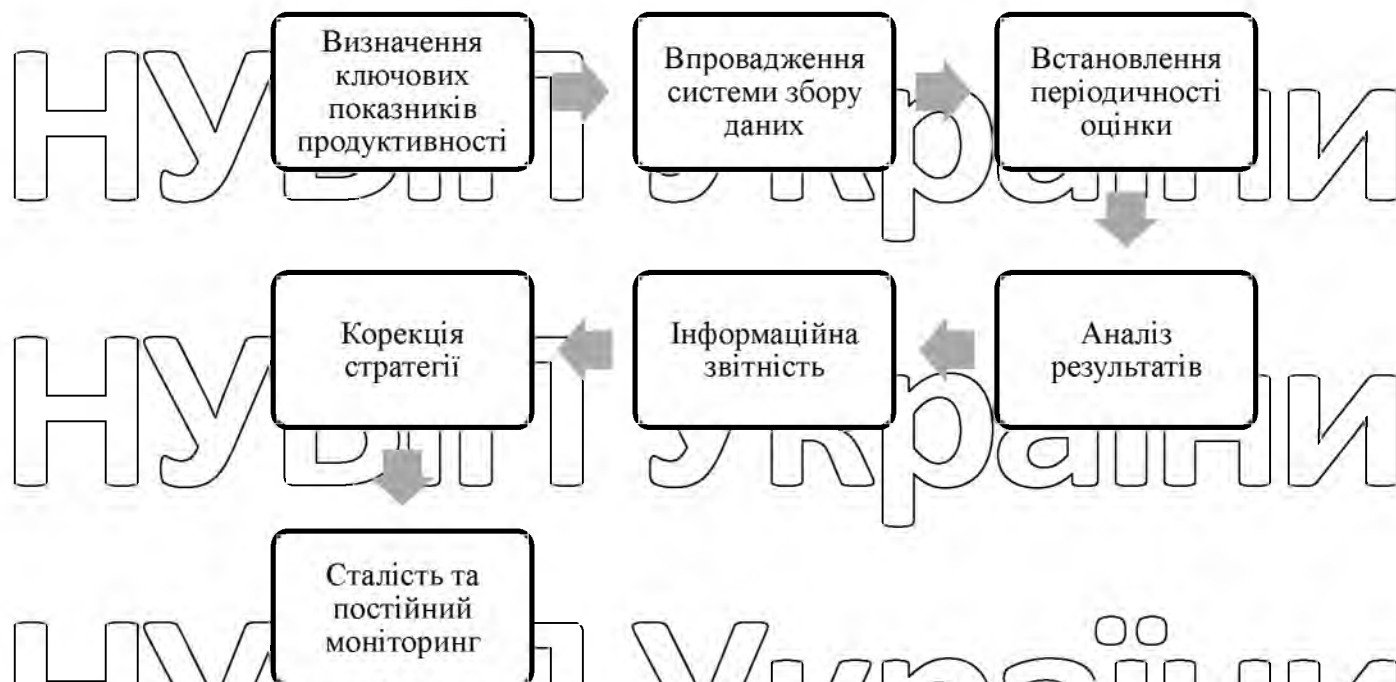 Визначення
ключових
показників
продуктивності
Впровадження
системи збору
даних
Встановлення
періодичності
оцінки
Аналіз
результатів
Інформаційна
звітність
Корекція
стратегії
Сталість та
постійний
моніторинг
НУБіП України
НУБіП України
НУБіП України